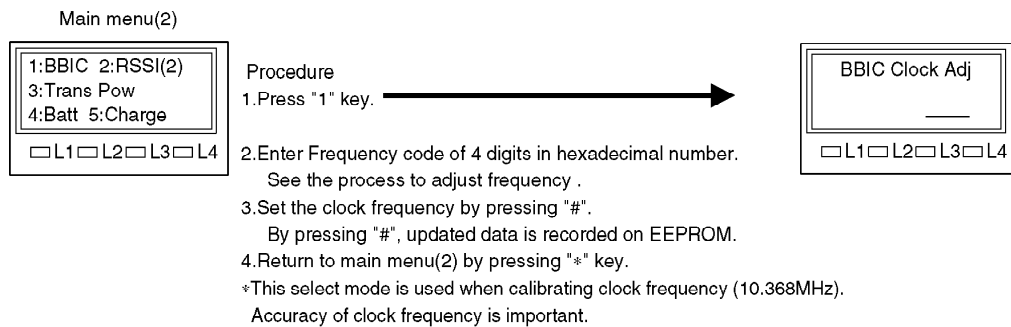 Main menu(2)
1:BBIC 2:RSSI(2)
3:Trans Pow
4:Batt 5:Charge
L1 L2 L3 L4
Procedure
1.Press "1" key.
BBIC Clock Adj
L1 L2 L3 L4
2.Enter Frequency code of 4 digits in hexadecimal number.
See the process to adjust frequency .
3.Set the clock frequency by pressing "#".
By pressing "#", updated data is recorded on EEPROM.
4.Return to main menu(2) by pressing "*" key.
*This select mode is used when calibrating clock frequency (10.368MHz).
Accuracy of clock frequency is important.